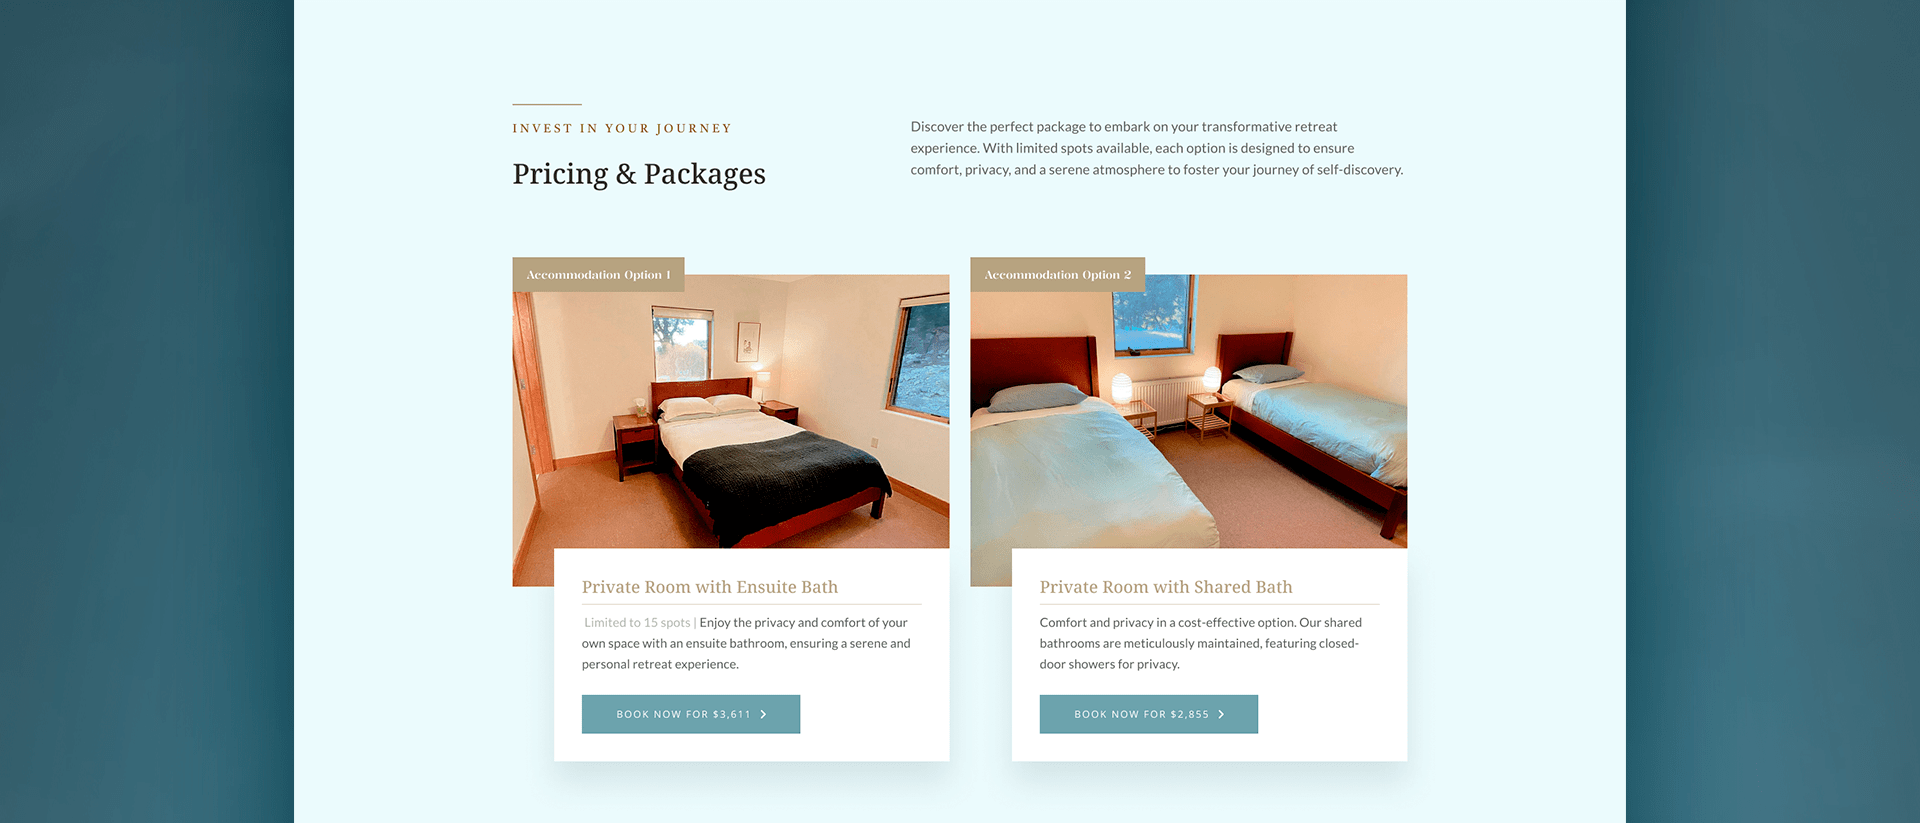 INVEST IN YOUR JOURNEY
Pricing & Packages
Discover the perfect package to embark on your transformative retreat
experience. With limited spots available, each option is designed to ensure
comfort, privacy, and a serene atmosphere to foster your journey of self-discovery.
Accommodation Option 1
Private Room with Ensuite Bath
Limited to 15 spots | Enjoy the privacy and comfort of your
own space with an ensuite bathroom, ensuring a serene and
personal retreat experience.
BOOK NOW FOR $3,611
Accommodation Option 2
Private Room with Shared Bath
Comfort and privacy in a cost-effective option. Our shared
bathrooms are meticulously maintained, featuring closed-
door showers for privacy.
BOOK NOW FOR $2,855